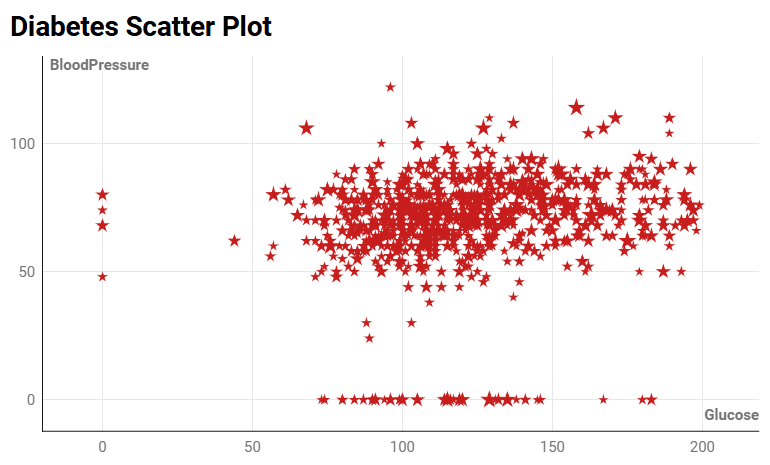 Diabetes Scatter Plot
BloodPressure
100
50
0
Glucose
0 50 100 150 200